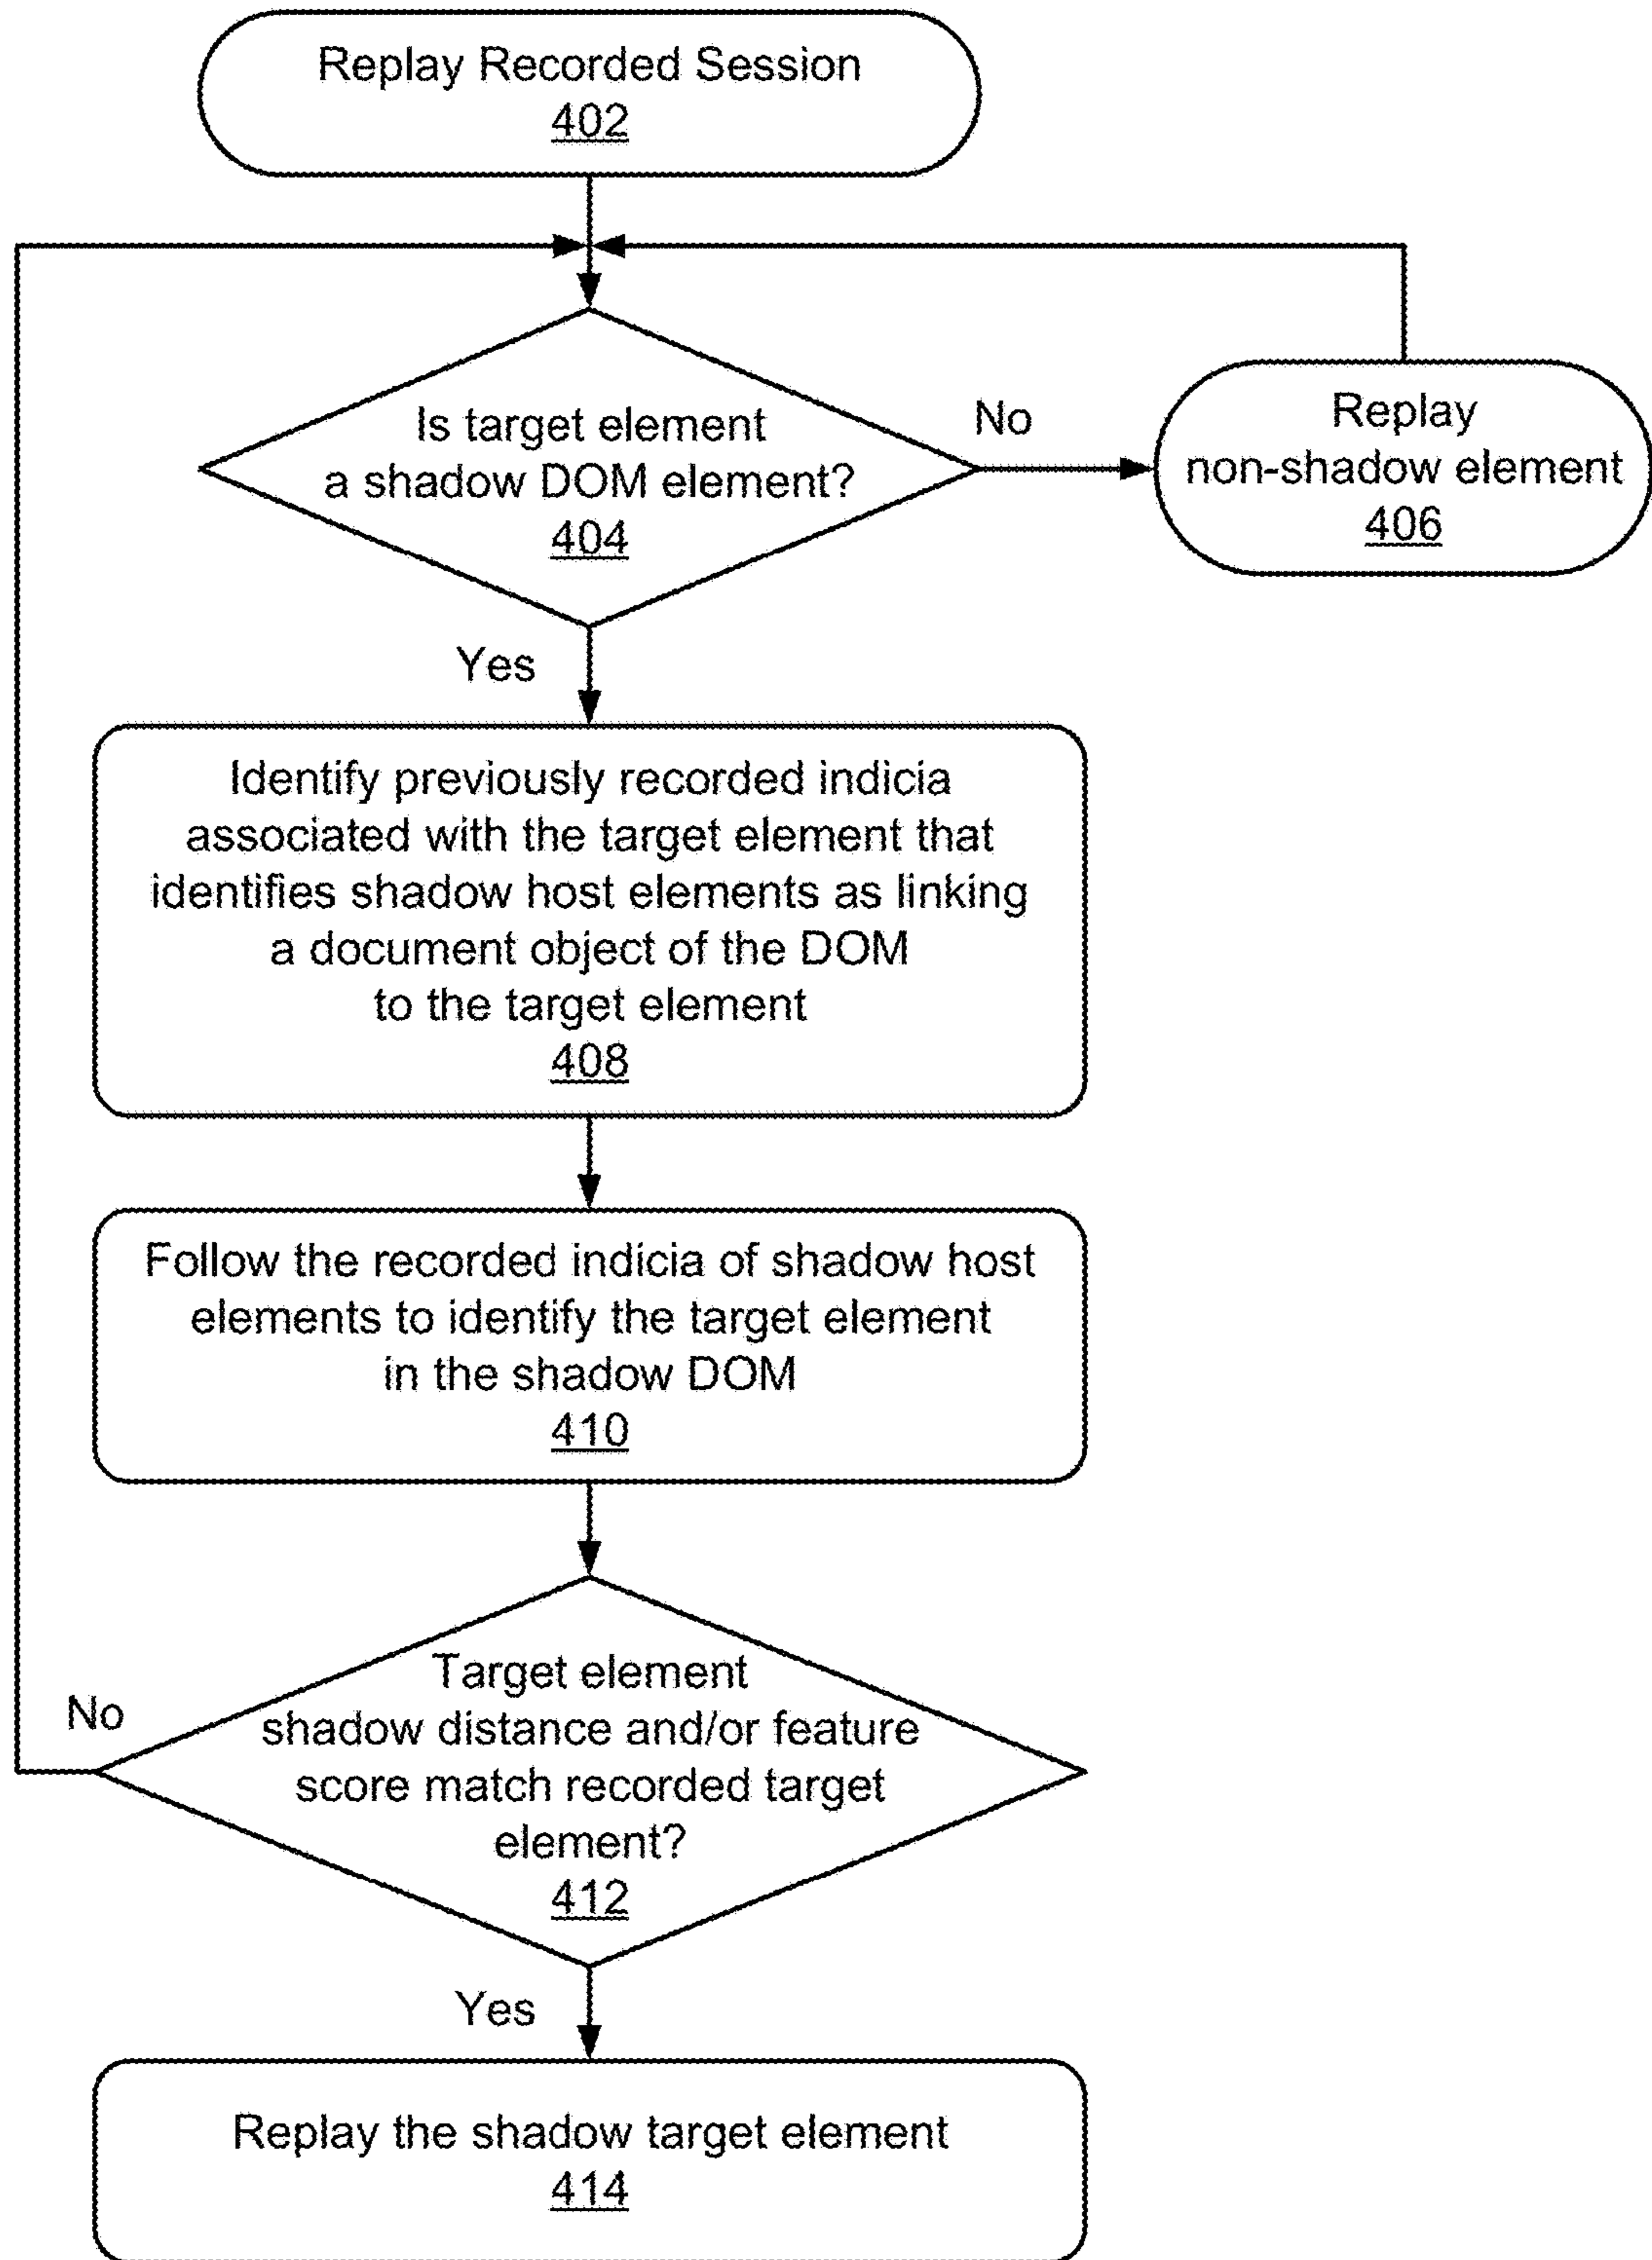 Replay Recorded Session
402
Is target element
a shadow DOM element?
404
No
Replay
non-shadow element
406
Yes
Identify previously recorded indicia
associated with the target element that
identifies shadow host elements as linking
a document object of the DOM
to the target element
408
Follow the recorded indicia of shadow host
elements to identify the target element
in the shadow DOM
410
Target element
shadow distance and/or feature
score match recorded target
element?
412
No
Yes
Replay the shadow target element
414